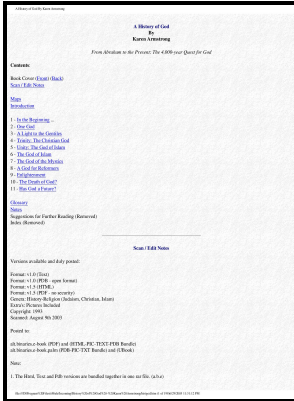 A History of God By Karen Armstrong
A History of God
By
Karen Armstrong
From Abraham to the Present: The 4,000-year Quest for God
Contents
Book Cover (Front) (Back)
Scan / Edit Notes
Maps
Introduction
1 - In the Beginning ...
2 - One God
3 - A Light to the Gentiles
4 - Trinity: The Christian God
5 - Unity: The God of Islam
6 - The God of Islam
7 - The God of the Mystics
8 - A God for Reformers
9 - Enlightenment
10 - The Death of God?
11 - Has God a Future?
Glossary
Notes
Suggestions for Further Reading (Removed)
Index (Removed)
Scan / Edit Notes
Versions available and duly posted:
Format: v1.0 (Text)
Format: v1.0 (PDB - open format)
Format: v1.5 (HTML)
Format: v1.5 (PDF - no security)
Genera: History-Religion (Judaism, Christian, Islam)
Extra's: Pictures Included
Copyright: 1993
Scanned: August 9th 2003
Posted to:
alt.binaries.e-book (PDF) and (HTML-PIC-TEXT-PDB Bundle)
alt.binaries.e-book.palm (PDB-PIC-TXT Bundle) and (UBook)
Note:
1. The Html, Text and Pdb versions are bundled together in one rar file. (a.b.e)